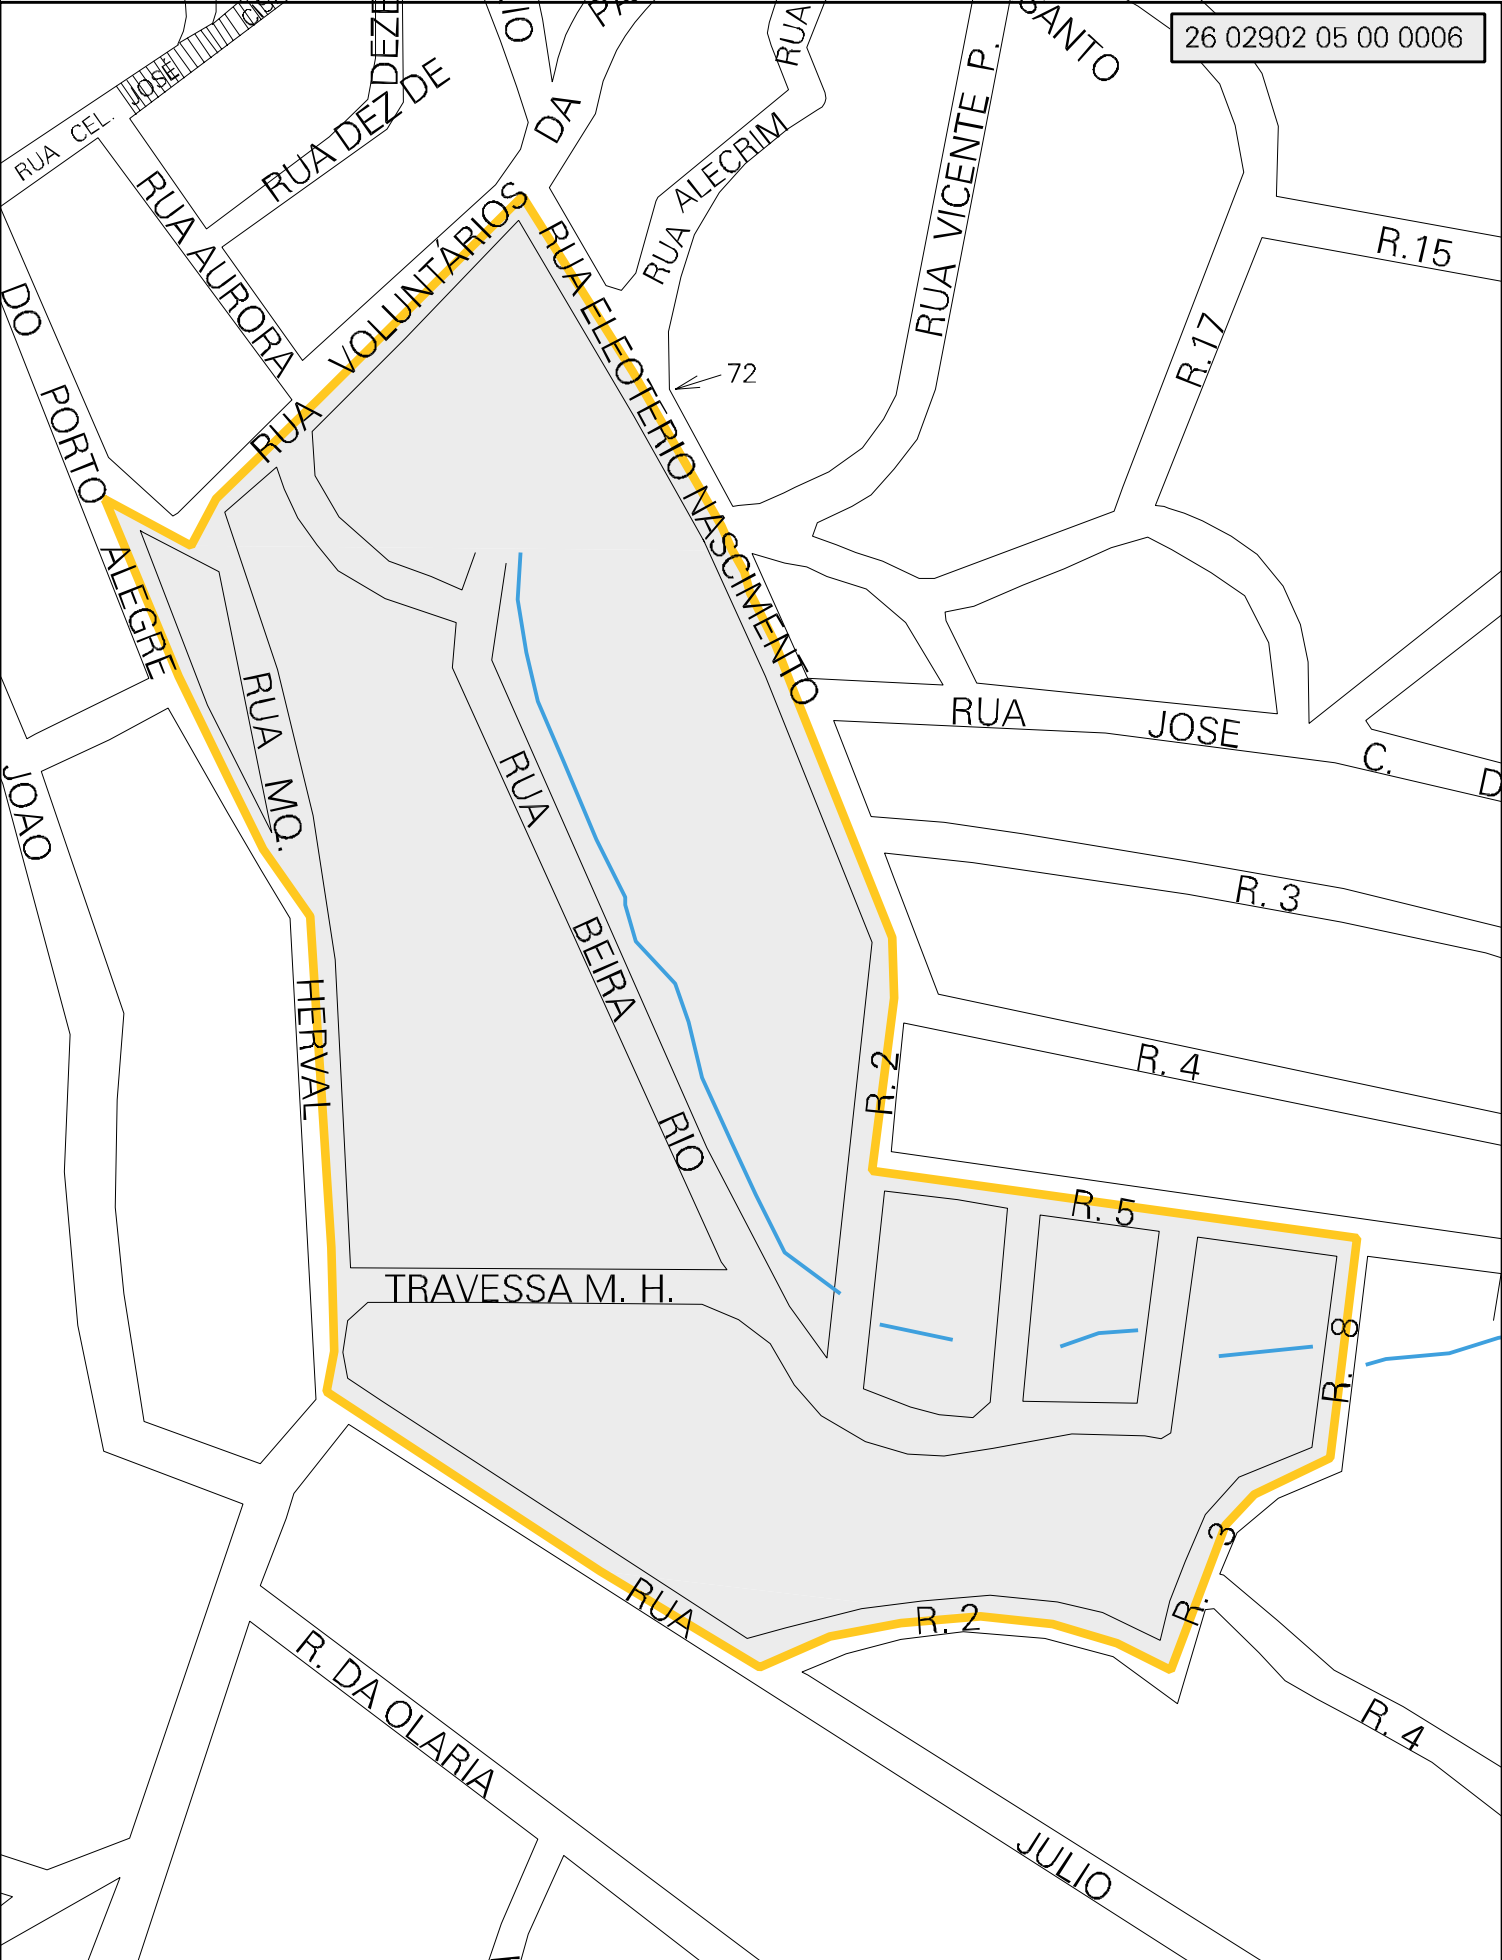 26 02902 05 00 0006
RUA CEL. JOSE
DEZE
RUA DEZ DE
IO
DA
RUA
SANTO
RUA ALECRIM
RUA VICENTE P.
R.15
R.17
RUA AURORA
RUA VOLUNTÁRIOS
RUA ELEOTERIO NASCIMENTO
72
DO PORTO ALEGRE
RUA MQ.
RUA JOSE C. D
JOAO
RUA BEIRA RIO
R. 3
HERVAL
R. 4
R. 2
R. 5
TRAVESSA M. H.
R. 8
R. 3
RUA JULIO
R. 2
R. DA OLARIA
R. 4